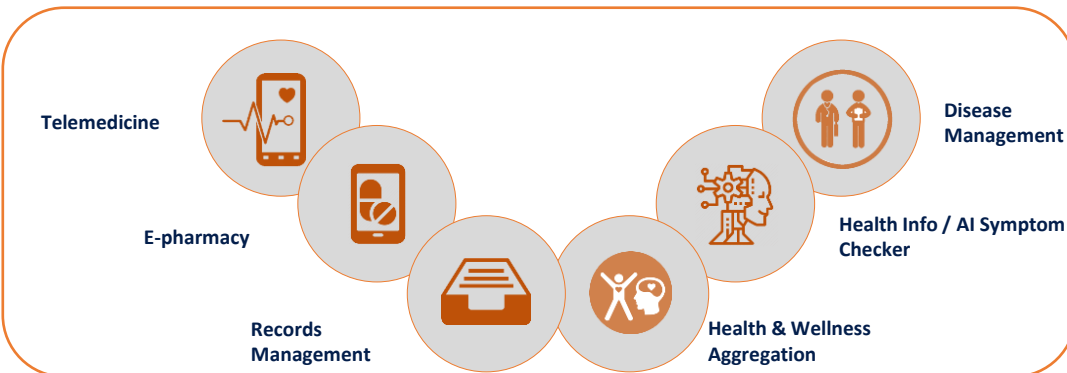 Telemedicine
E-pharmacy
Records
Management
Health & Wellness
Aggregation
Health Info / AI Symptom
Checker
Disease
Management